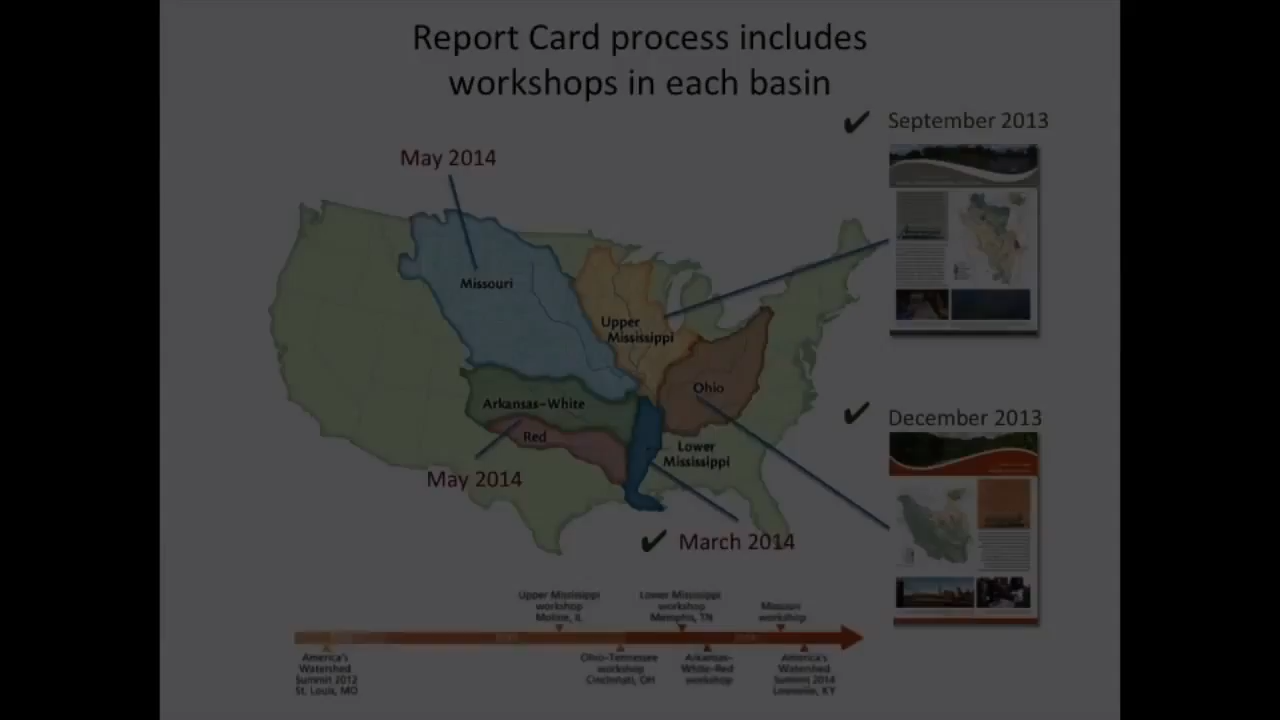 Report Card process includes
workshops in each basin
✔ September 2013
May 2014
Missouri
Upper
Mississippi
Ohio
Arkansas–White
Red
Lower
Mississippi
May 2014
✔ March 2014
✔ December 2013
Upper Mississippi
workshop
Moline, IL
Lower Mississippi
workshop
Memphis, TN
Missouri
workshop
America's
Watershed
Summit 2012
St. Louis, MO
Ohio–Tennessee
workshop
Cincinnati, OH
Arkansas–
White–Red
workshop
America's
Watershed
Summit 2014
Louisville, KY